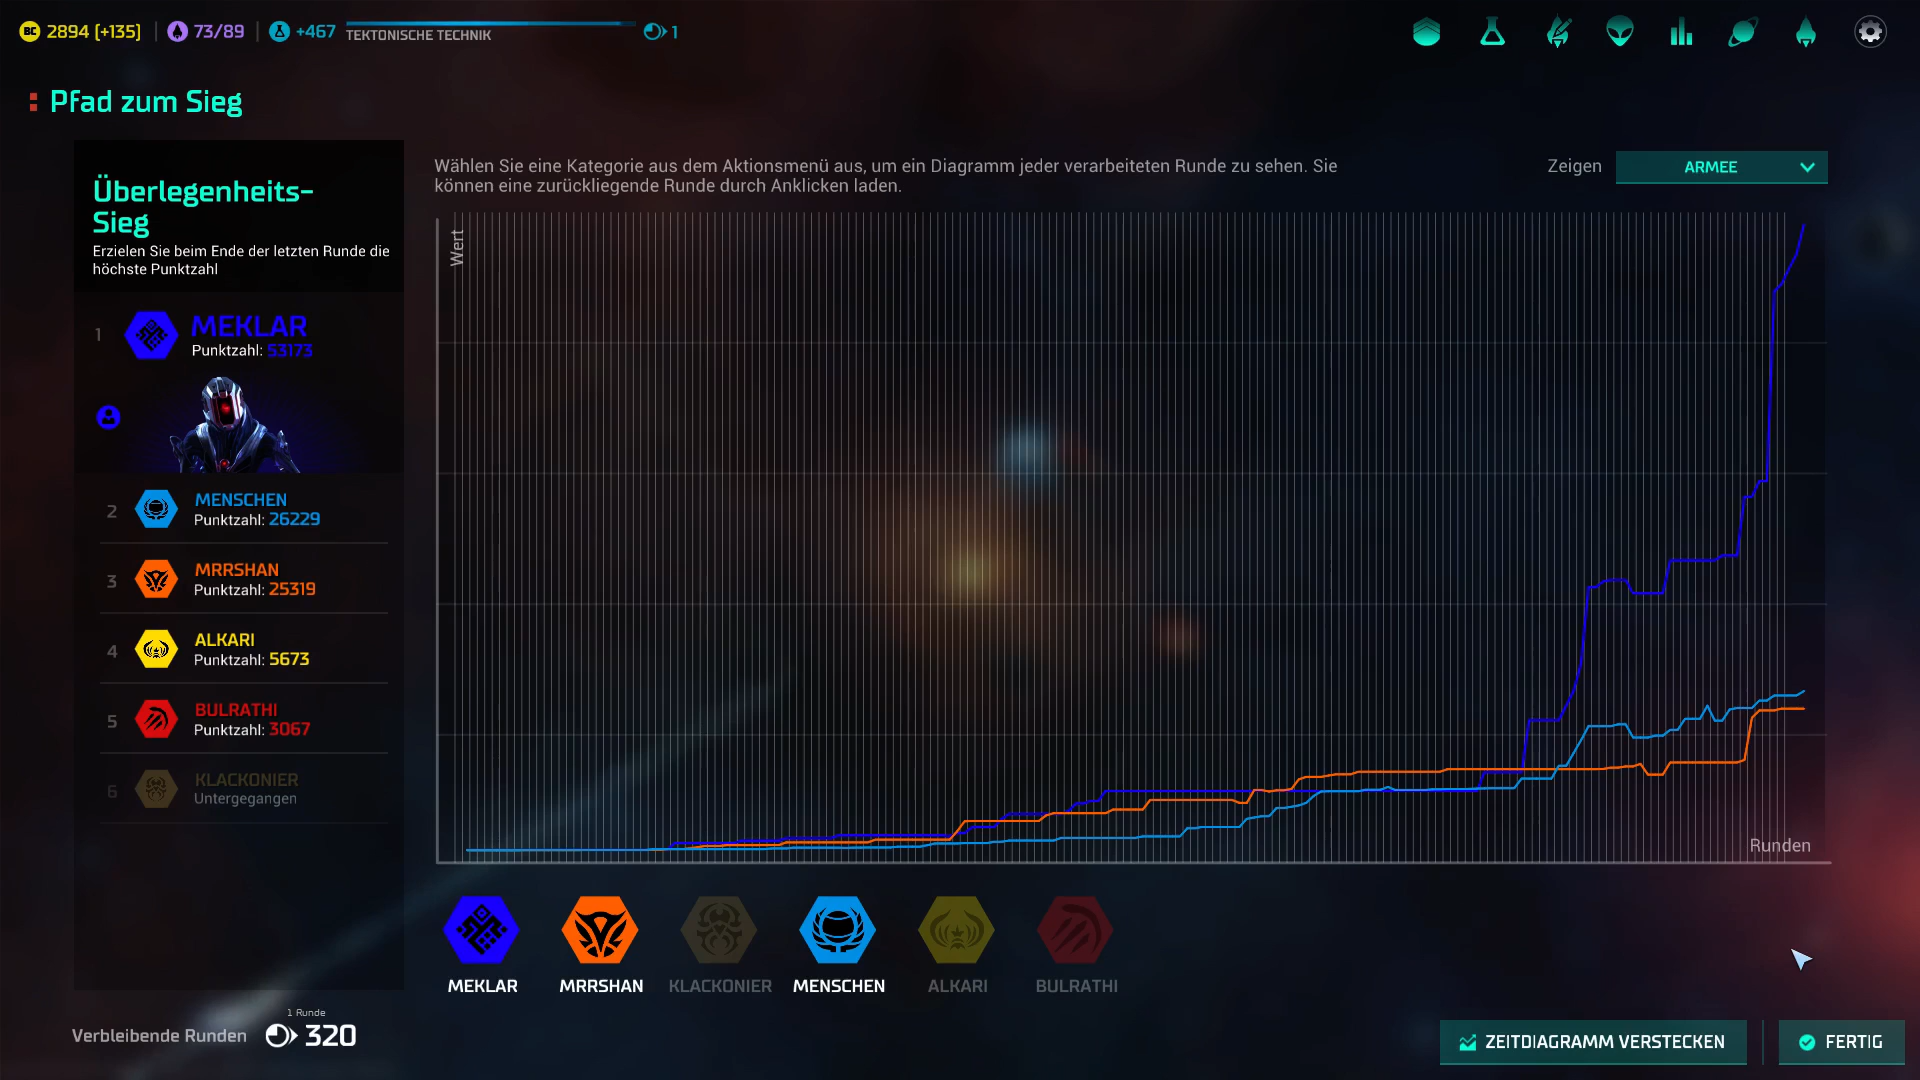 BC 2894 [+135] 73/89 +467 TEKTONISCHE TECHNIK 1
Pfad zum Sieg
Überlegenheits-
Sieg
Erzielen Sie beim Ende der letzten Runde die
höchste Punktzahl
1 MEKLAR
Punktzahl: 53173
2 MENSCHEN
Punktzahl: 26229
3 MRRSHAN
Punktzahl: 25319
4 ALKARI
Punktzahl: 5673
5 BULRATHI
Punktzahl: 3067
6 KLACKONIER
Untergegangen
1 Runde
Verbleibende Runden 320
Wählen Sie eine Kategorie aus dem Aktionsmenü aus, um ein Diagramm jeder verarbeiteten Runde zu sehen. Sie
können eine zurückliegende Runde durch Anklicken laden.
Zeigen ARMEE
Wert
Runden
MEKLAR MRRSHAN KLACKONIER MENSCHEN ALKARI BULRATHI
ZEITDIAGRAMM VERSTECKEN FERTIG